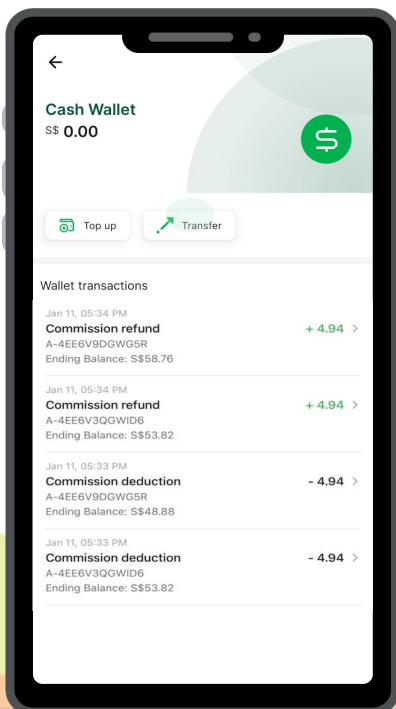 Cash Wallet
S$ 0.00
Top up
Transfer
Wallet transactions
Jan 11, 05:34 PM
Commission refund
+ 4.94
A-4EE6V9DGWG5R
Ending Balance: S$58.76
Jan 11, 05:34 PM
Commission refund
+ 4.94
A-4EE6V3QGWID6
Ending Balance: S$53.82
Jan 11, 05:33 PM
Commission deduction
- 4.94
A-4EE6V9DGWG5R
Ending Balance: S$48.88
Jan 11, 05:33 PM
Commission deduction
- 4.94
A-4EE6V3QGWID6
Ending Balance: S$53.82